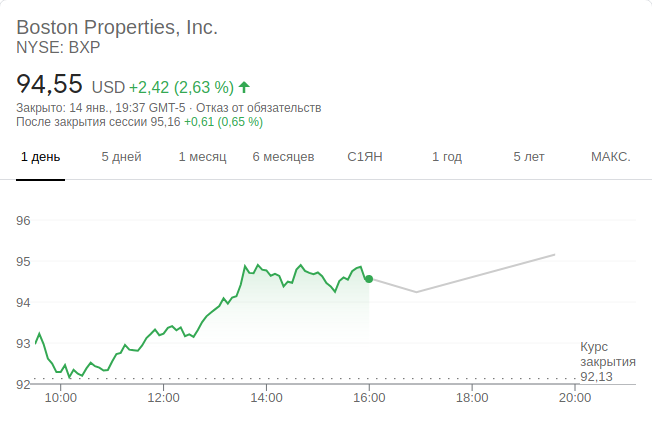 Boston Properties, Inc.
NYSE: BXP
94,55 USD +2,42 (2,63 %)
Закрыто: 14 янв., 19:37 GMT-5 · Отказ от обязательств
После закрытия сессии 95,16 +0,61 (0,65 %)
1 день 5 дней 1 месяц 6 месяцев С1ЯН 1 год 5 лет МАКС.
96
95
94
93
Курс
закрытия
92,13
92
10:00 12:00 14:00 16:00 18:00 20:00